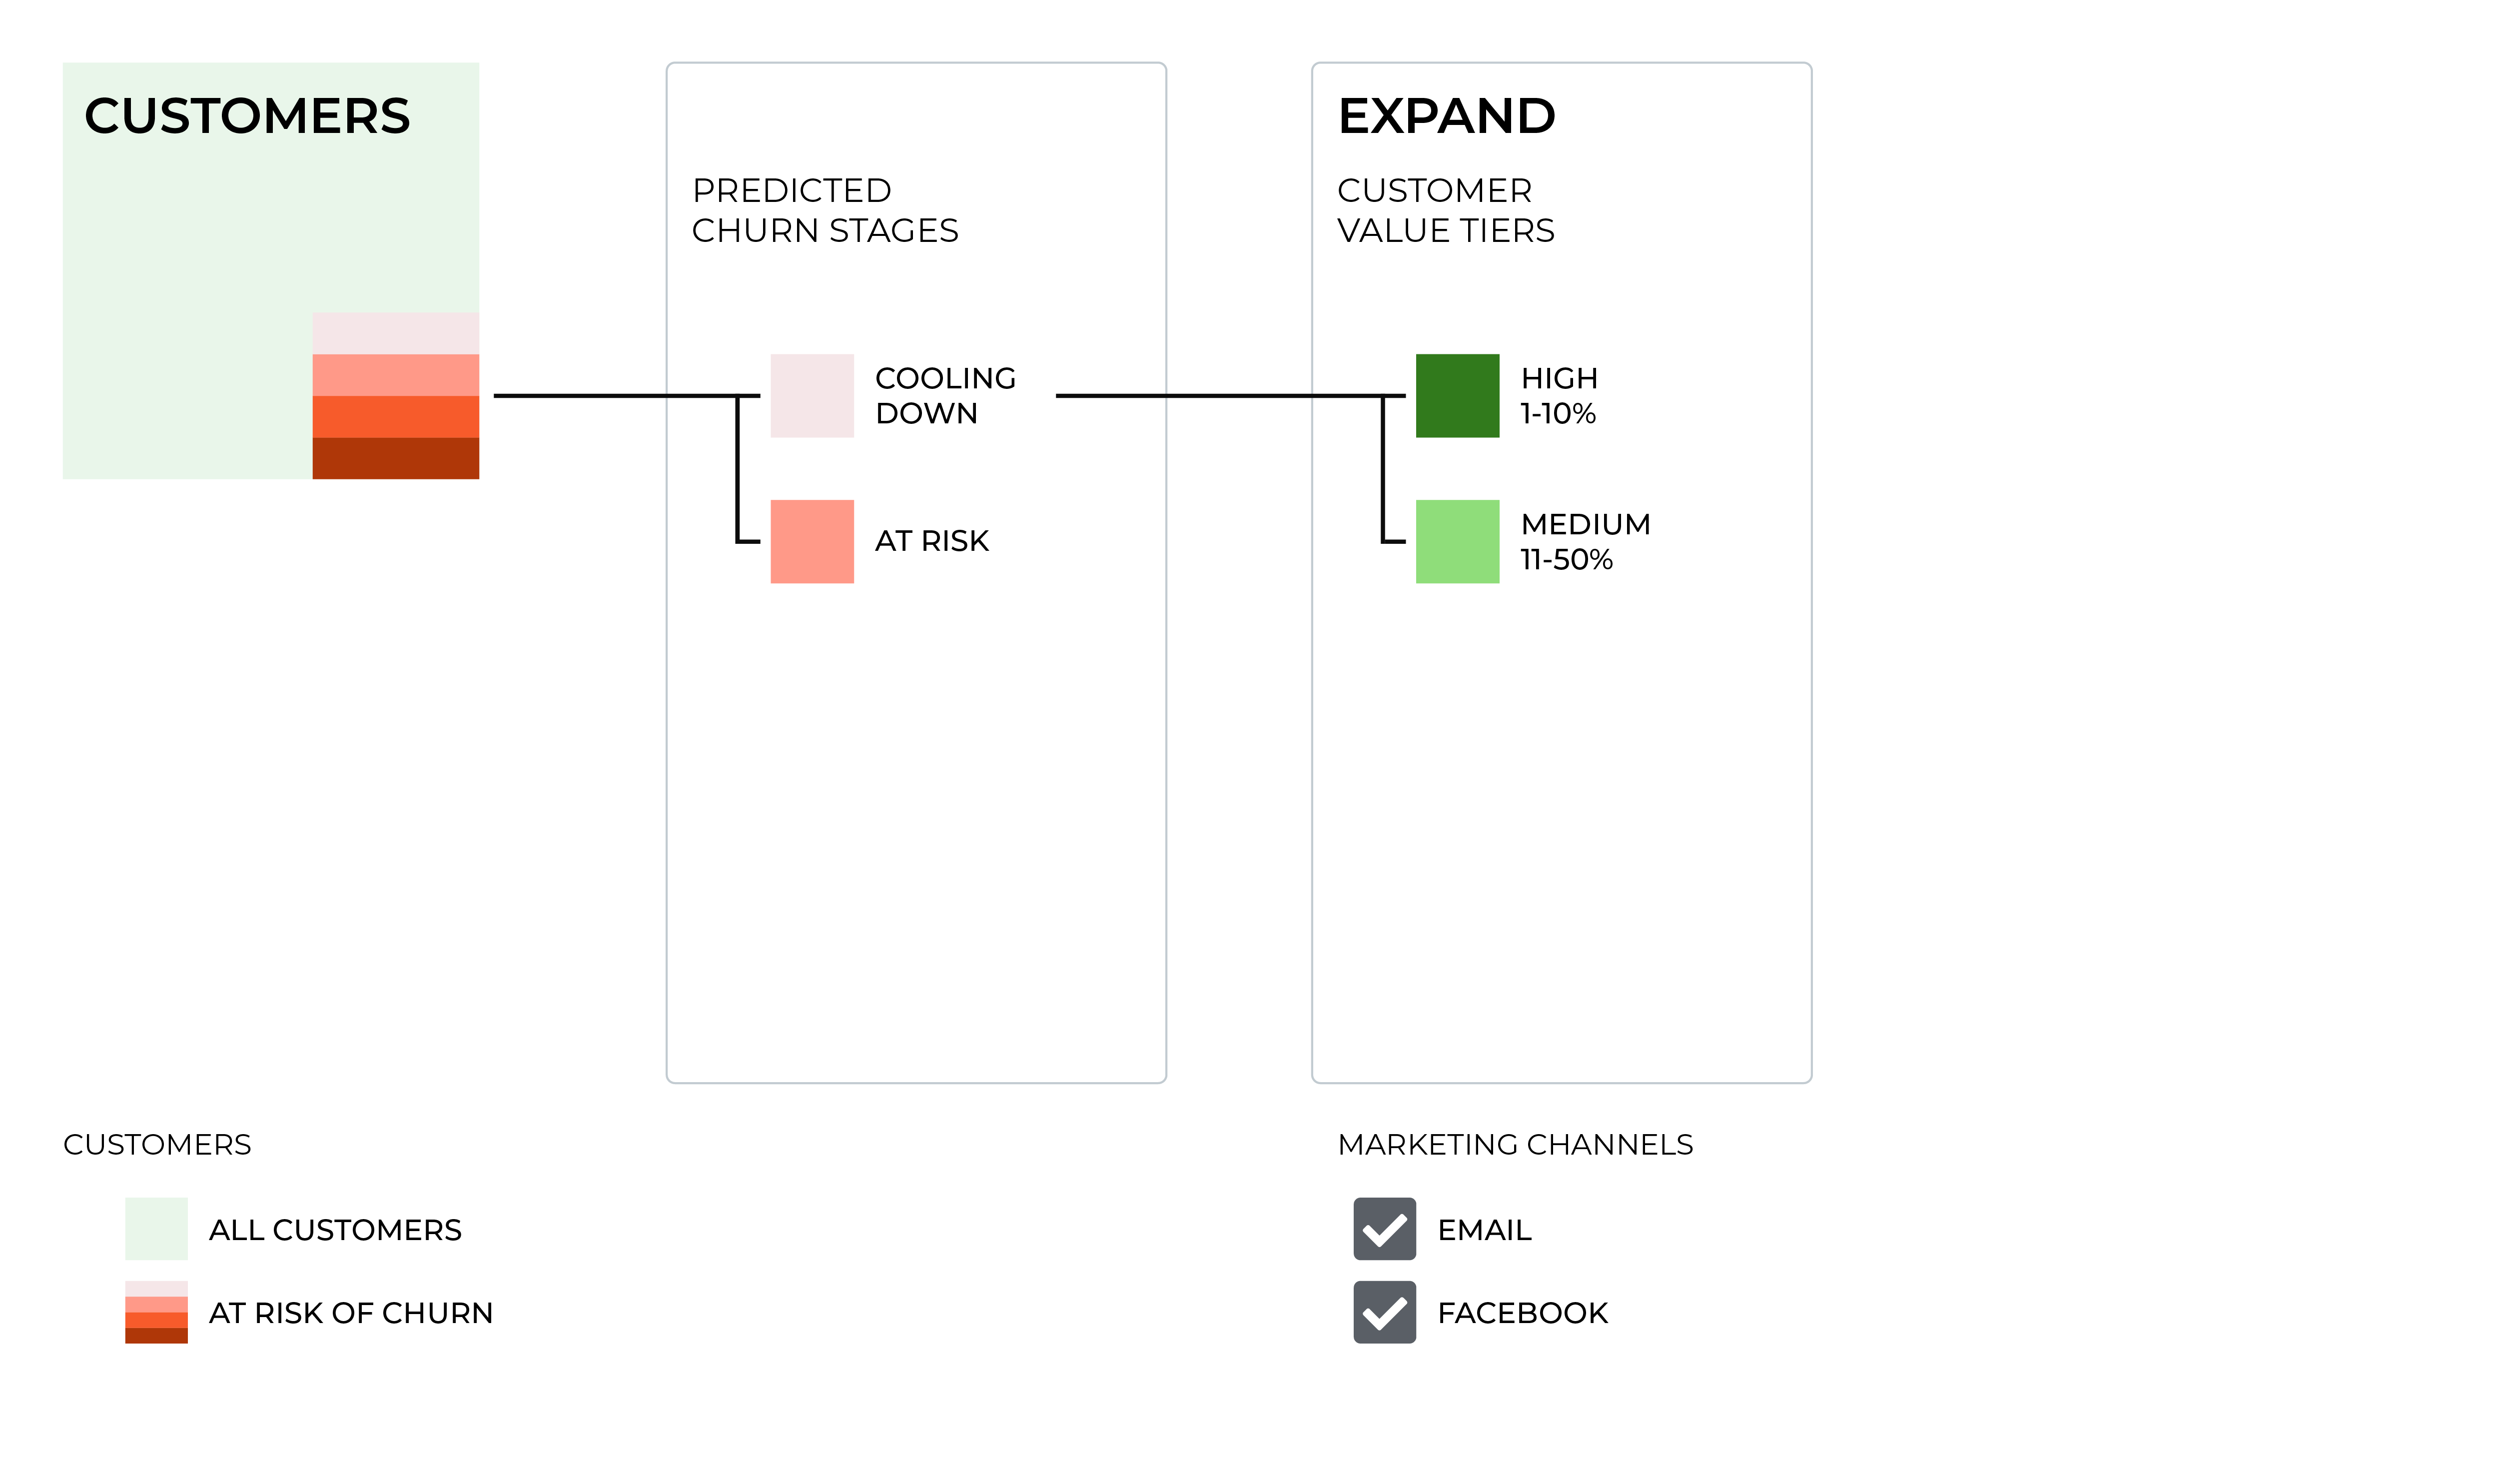 CUSTOMERS
PREDICTED
CHURN STAGES
COOLING
DOWN
AT RISK
EXPAND
CUSTOMER
VALUE TIERS
HIGH
1-10%
MEDIUM
11-50%
CUSTOMERS
ALL CUSTOMERS
AT RISK OF CHURN
MARKETING CHANNELS
EMAIL
FACEBOOK